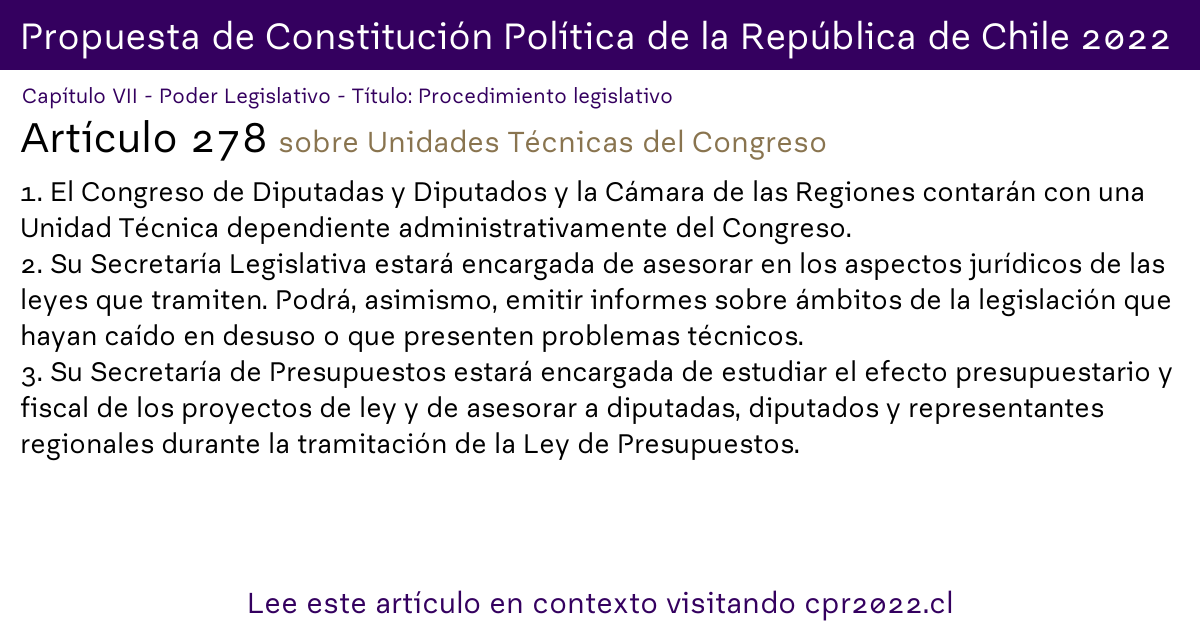 Propuesta de Constitución Política de la República de Chile 2022
Capítulo VII - Poder Legislativo - Título: Procedimiento legislativo
Artículo 278 sobre Unidades Técnicas del Congreso
1. El Congreso de Diputadas y Diputados y la Cámara de las Regiones contarán con una
Unidad Técnica dependiente administrativamente del Congreso.
2. Su Secretaría Legislativa estará encargada de asesorar en los aspectos jurídicos de las
leyes que tramiten. Podrá, asimismo, emitir informes sobre ámbitos de la legislación que
hayan caído en desuso o que presenten problemas técnicos.
3. Su Secretaría de Presupuestos estará encargada de estudiar el efecto presupuestario y
fiscal de los proyectos de ley y de asesorar a diputadas, diputados y representantes
regionales durante la tramitación de la Ley de Presupuestos.
Lee este artículo en contexto visitando cpr2022.cl